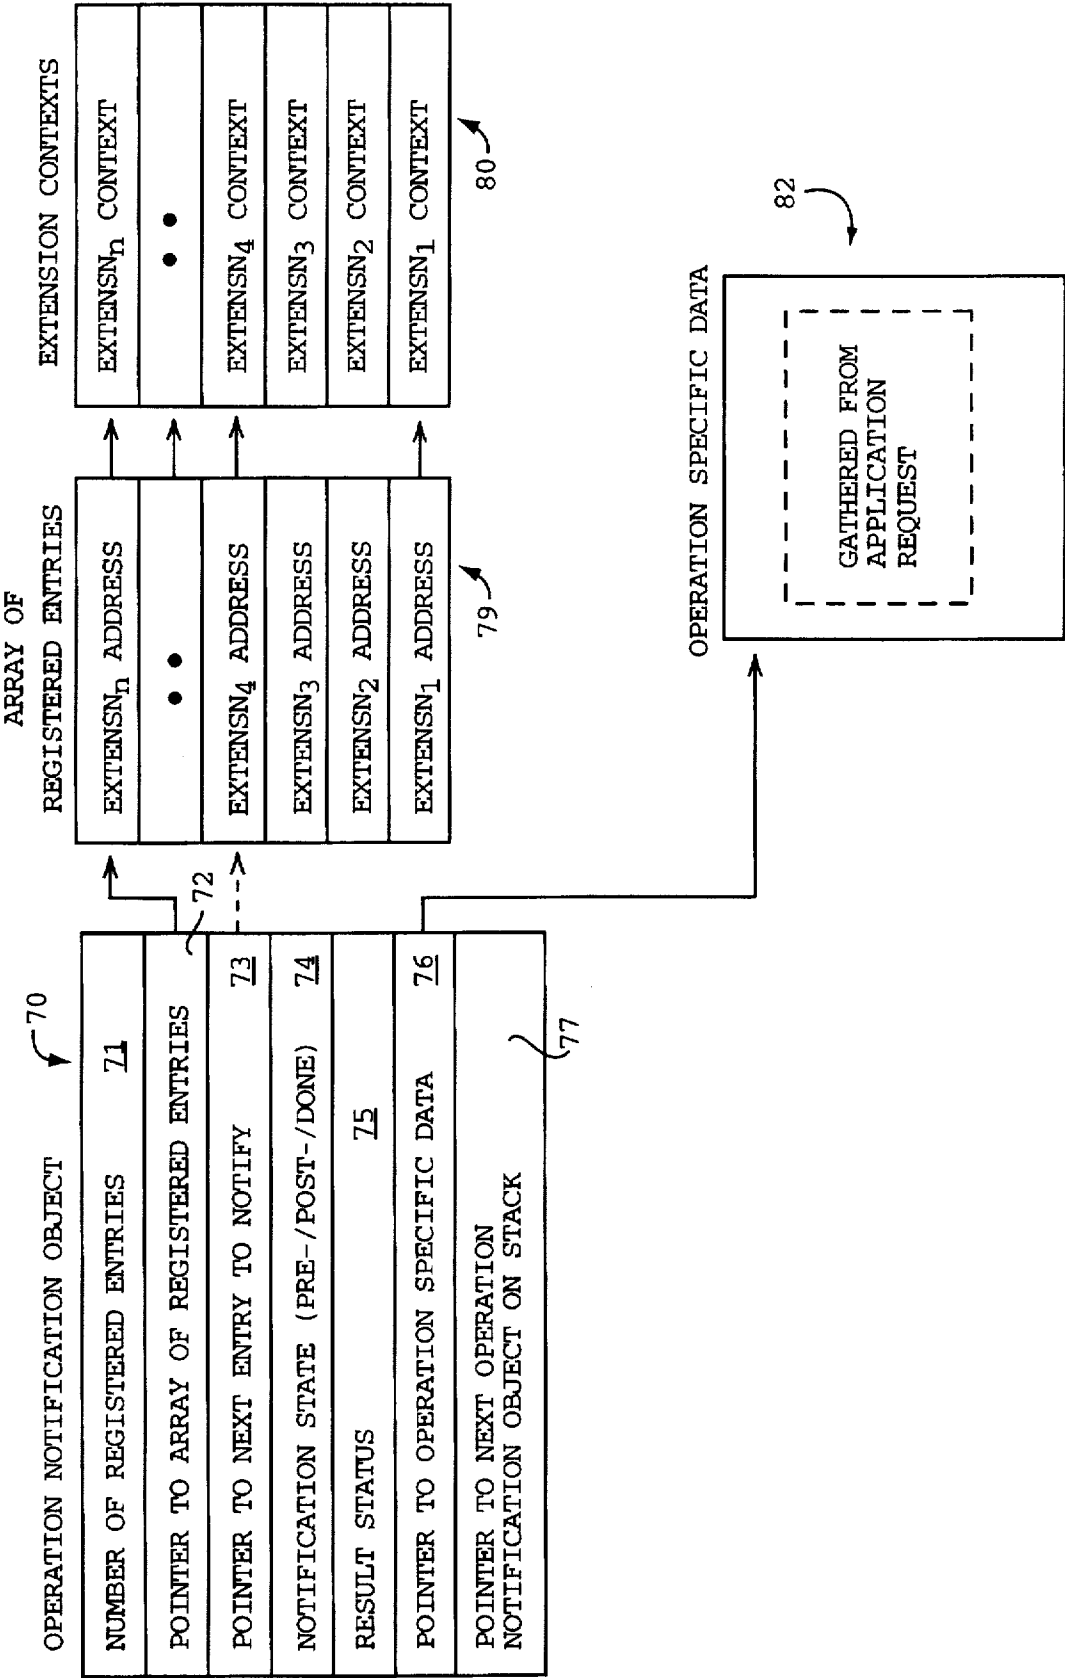 OPERATION NOTIFICATION OBJECT
70
NUMBER OF REGISTERED ENTRIES 71
POINTER TO ARRAY OF REGISTERED ENTRIES
72
POINTER TO NEXT ENTRY TO NOTIFY 73
NOTIFICATION STATE (PRE-/POST-/DONE) 74
RESULT STATUS 75
POINTER TO OPERATION SPECIFIC DATA 76
POINTER TO NEXT OPERATION
NOTIFICATION OBJECT ON STACK
77
ARRAY OF
REGISTERED ENTRIES
EXTENSNn ADDRESS
••
EXTENSN4 ADDRESS
EXTENSN3 ADDRESS
EXTENSN2 ADDRESS
EXTENSN1 ADDRESS
79
EXTENSION CONTEXTS
EXTENSNn CONTEXT
••
EXTENSN4 CONTEXT
EXTENSN3 CONTEXT
EXTENSN2 CONTEXT
EXTENSN1 CONTEXT
80
OPERATION SPECIFIC DATA
82
GATHERED FROM
APPLICATION
REQUEST